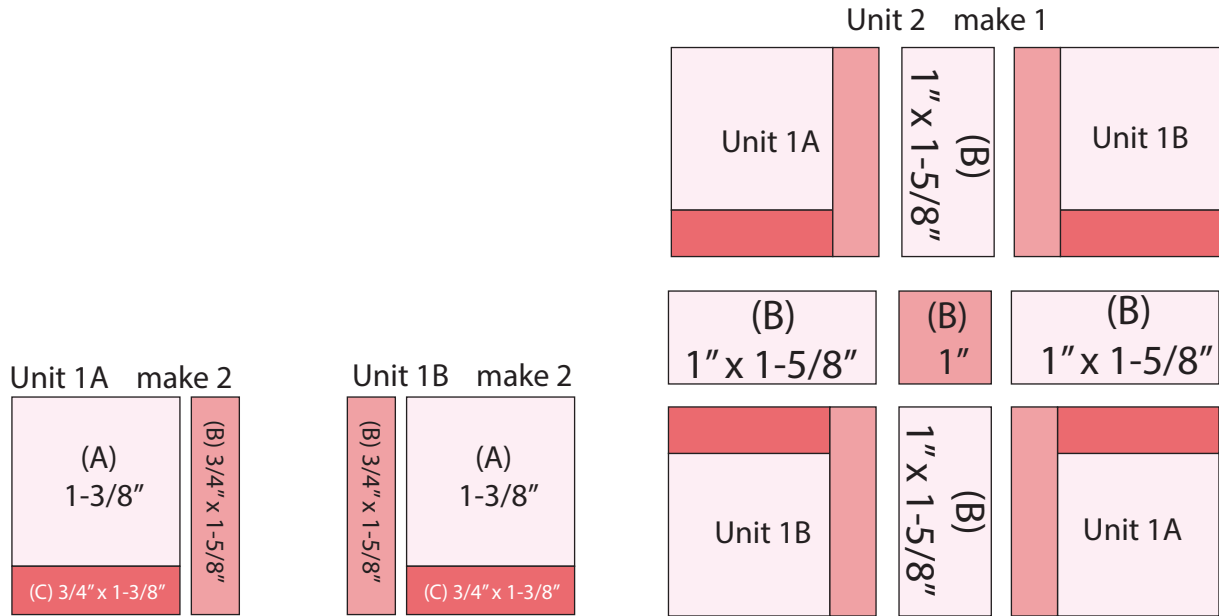 Unit 2 make 1
Unit 1A
(B)
1” x 1-5/8”
Unit 1B
(B)
1” x 1-5/8”
(B)
1”
(B)
1” x 1-5/8”
Unit 1B
(B)
1” x 1-5/8”
Unit 1A
Unit 1A make 2
(A)
1-3/8”
(B) 3/4” x 1-5/8”
(C) 3/4” x 1-3/8”
Unit 1B make 2
(B) 3/4” x 1-5/8”
(A)
1-3/8”
(C) 3/4” x 1-3/8”